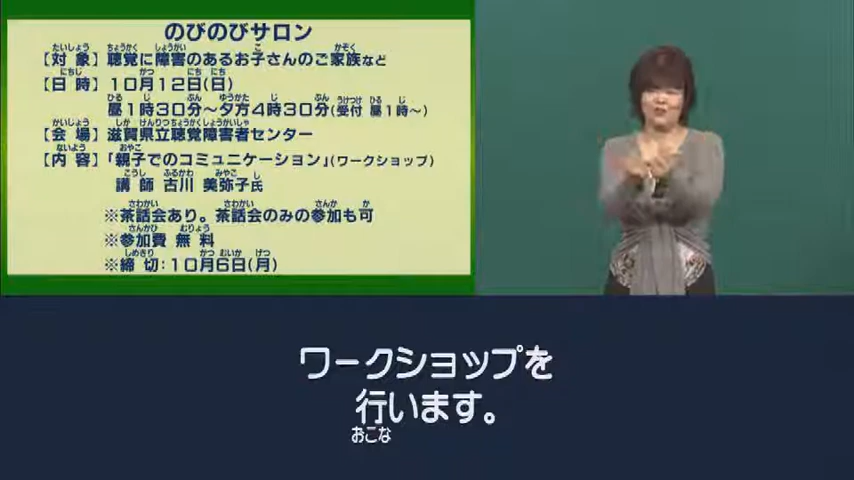 のびのびサロン
【対象】聴覚に障害のあるお子さんのご家族など
【日時】10月12日(日)
昼1時30分～夕方4時30分(受付 昼1時～)
【会場】滋賀県立聴覚障害者センター
【内容】「親子でのコミュニケーション」(ワークショップ)
講師 古川 美弥子氏
※茶話会あり。茶話会のみの参加も可
※参加費 無料
※締切:10月6日(月)
ワークショップを
行います。
おこな